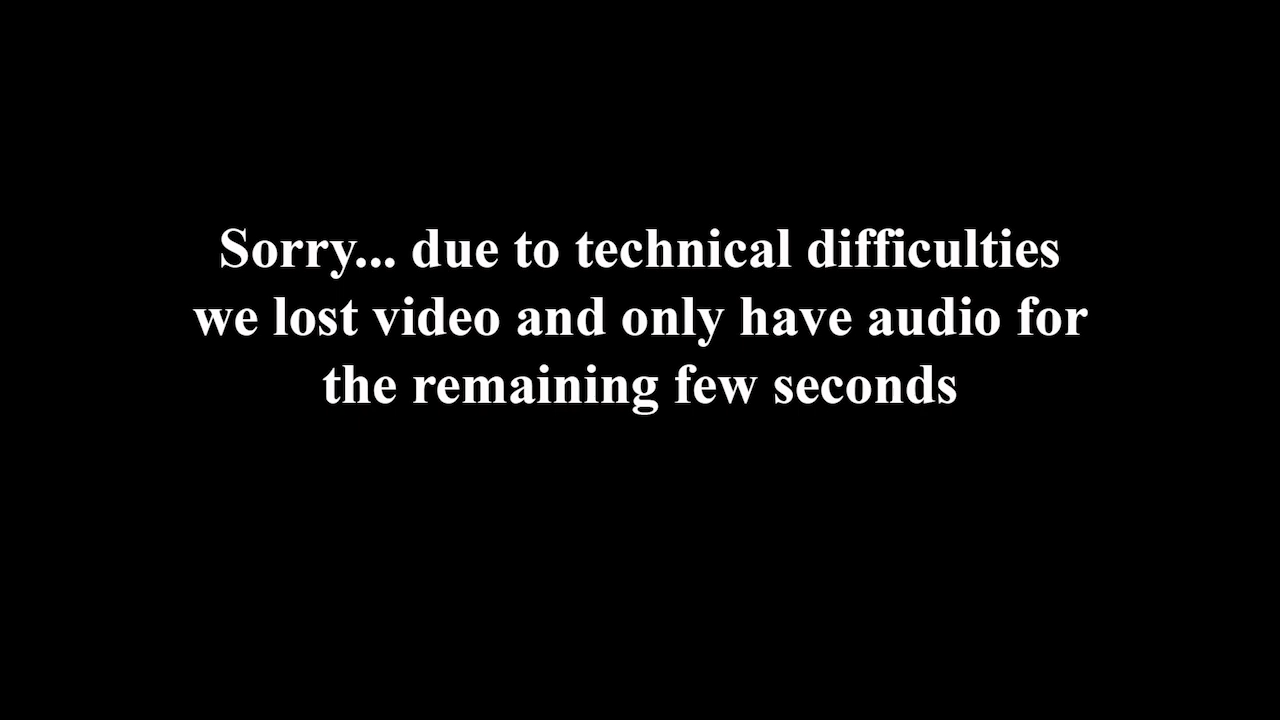 Sorry... due to technical difficulties
we lost video and only have audio for
the remaining few seconds